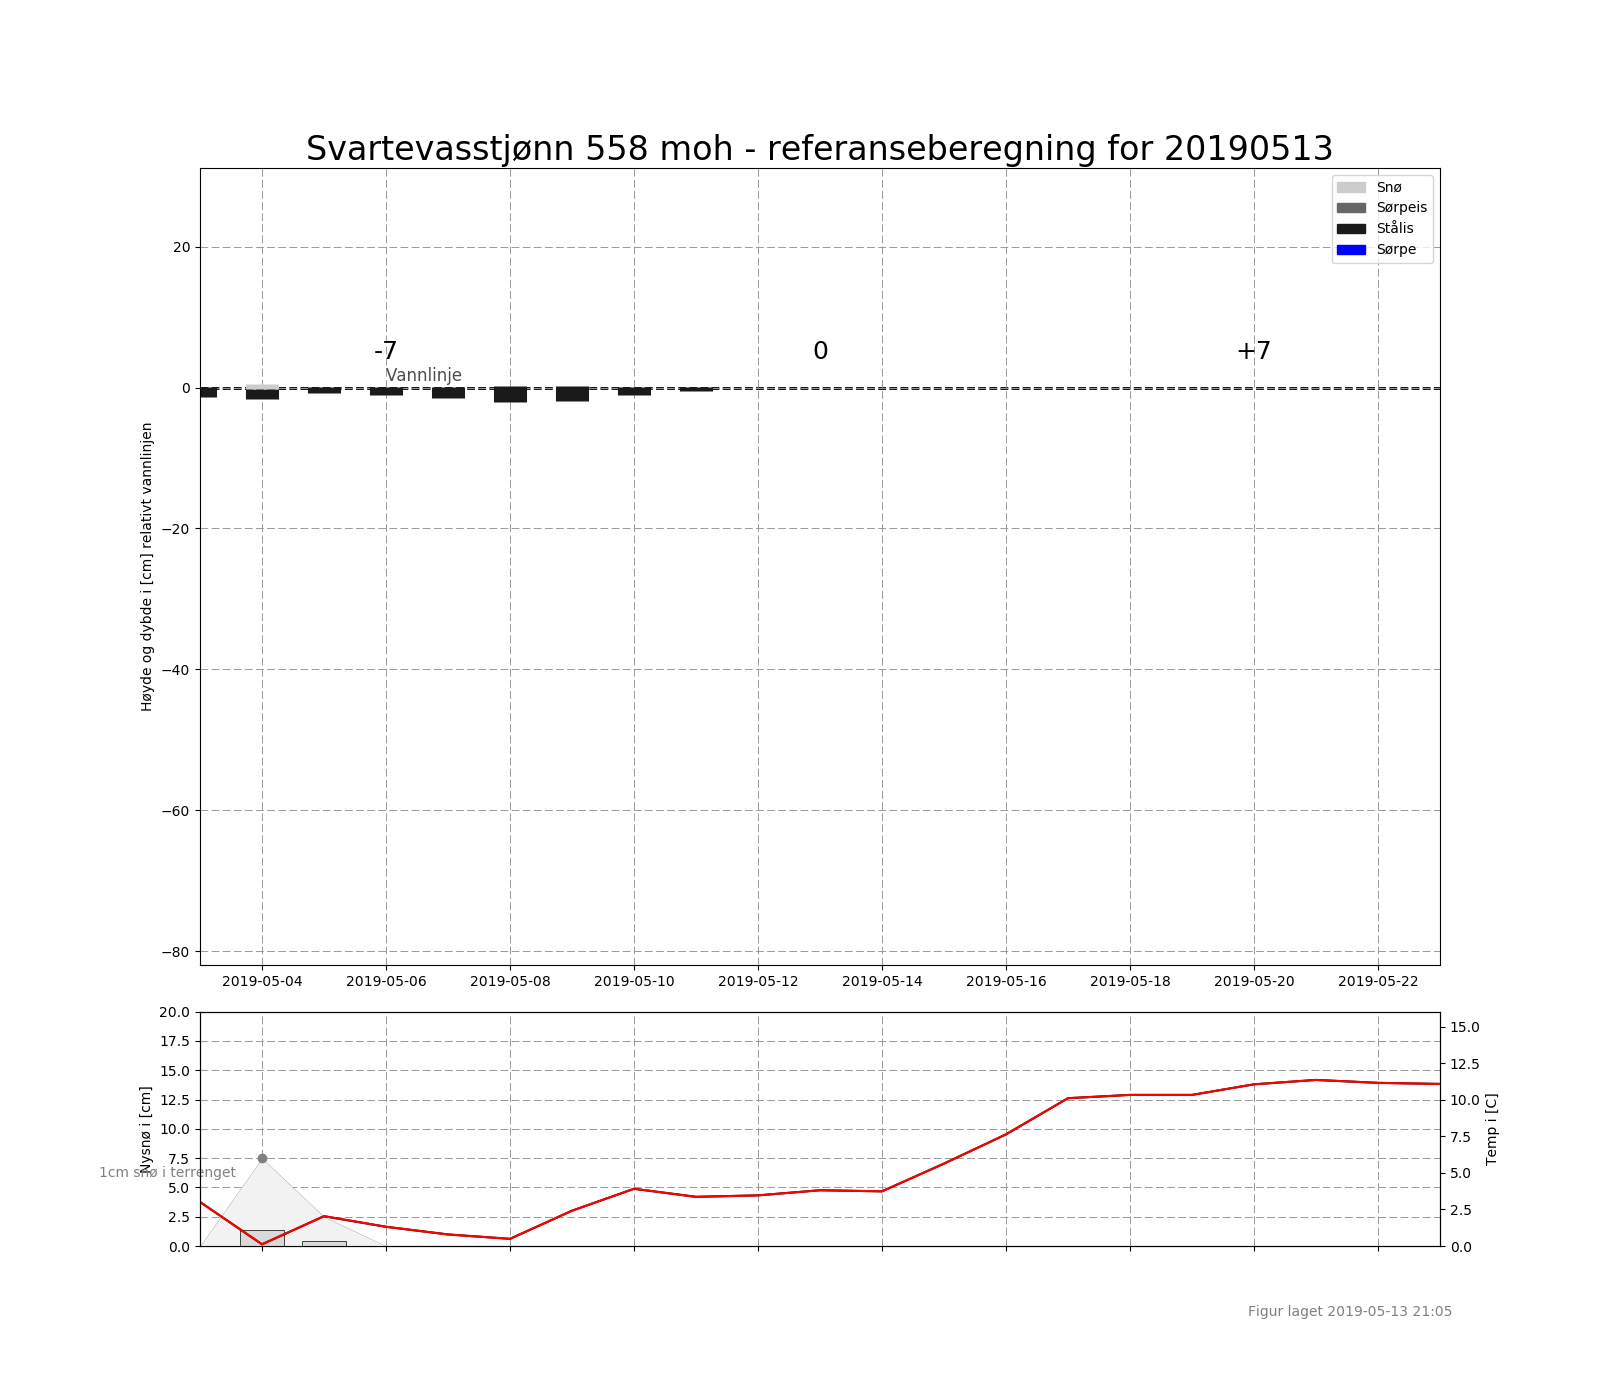 Svartevasstjønn 558 moh - referanseberegning for 20190513
Snø
Sørpeis
Stålis
Sørpe
20
-7
0
+7
Vannlinje
0
−20
−40
−60
−80
Høyde og dybde i [cm] relativt vannlinjen
2019-05-04 2019-05-06 2019-05-08 2019-05-10 2019-05-12 2019-05-14 2019-05-16 2019-05-18 2019-05-20 2019-05-22
20.0
17.5
15.0
12.5
10.0
7.5
5.0
2.5
0.0
Nysnø i [cm]
1cm snø i terrenget
15.0
12.5
10.0
7.5
5.0
2.5
0.0
Temp i [C]
Figur laget 2019-05-13 21:05